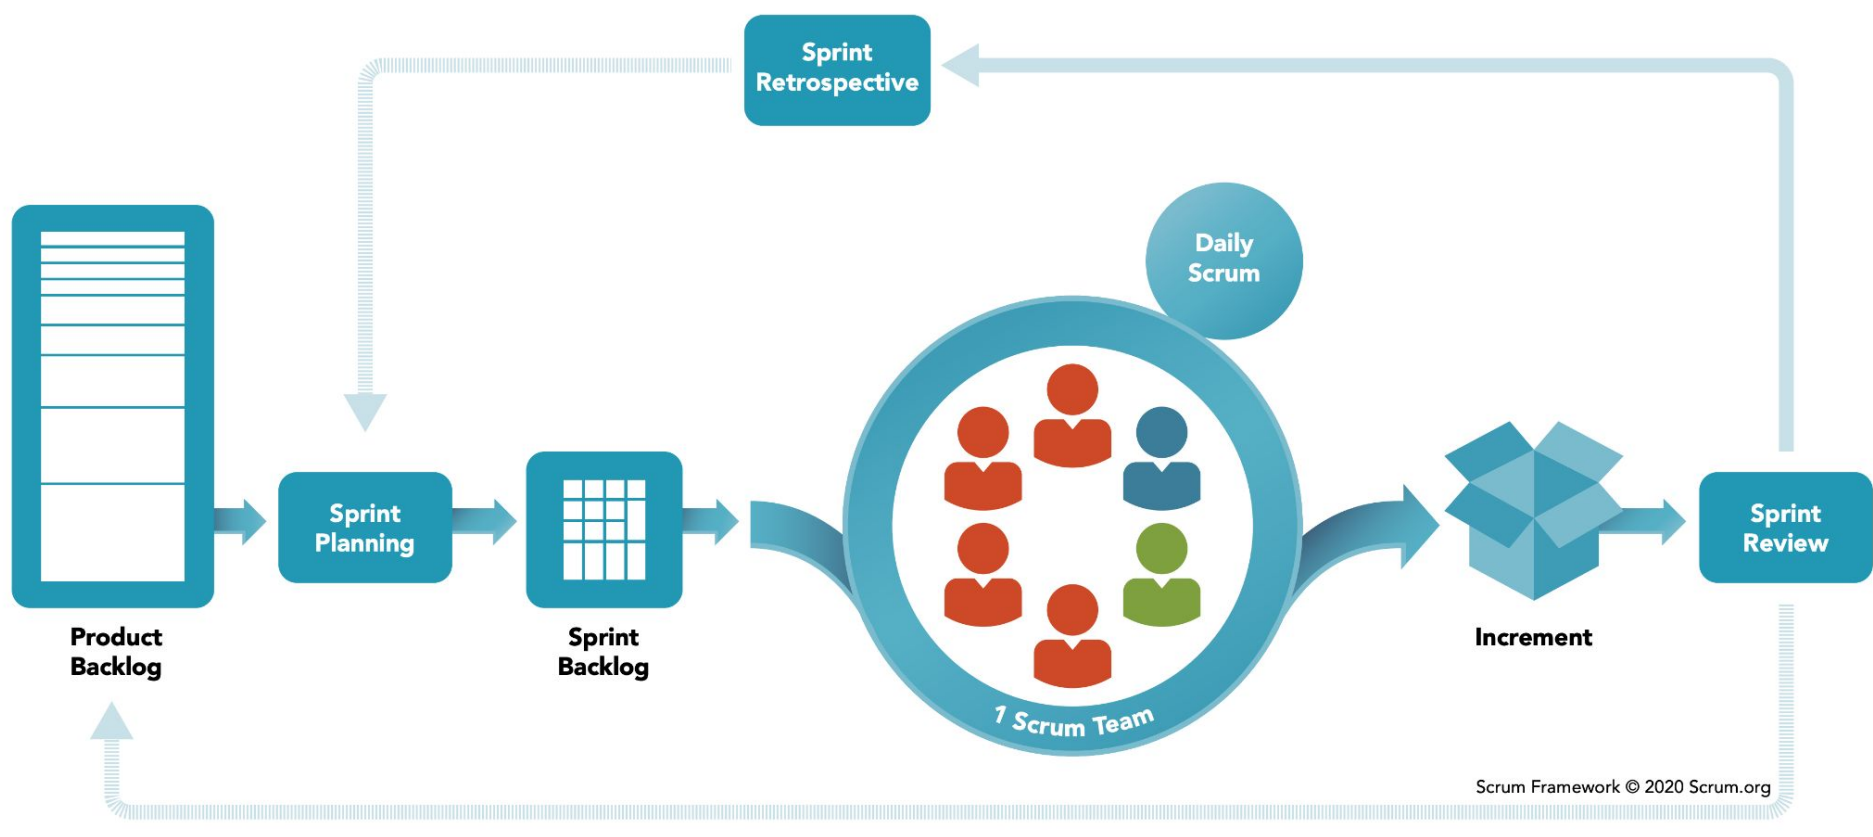 Sprint
Retrospective
Daily
Scrum
Sprint
Planning
Sprint
Review
Product
Backlog
Sprint
Backlog
1 Scrum Team
Increment
Scrum Framework © 2020 Scrum.org